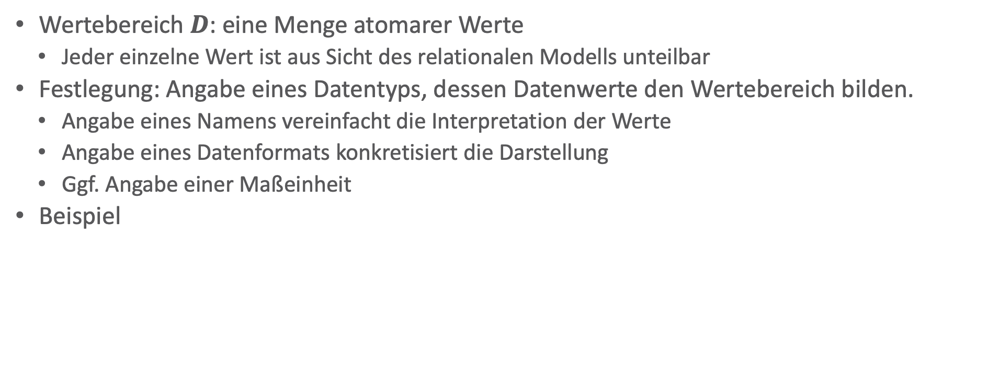 • Wertebereich D: eine Menge atomarer Werte
• Jeder einzelne Wert ist aus Sicht des relationalen Modells unteilbar
• Festlegung: Angabe eines Datentyps, dessen Datenwerte den Wertebereich bilden.
• Angabe eines Namens vereinfacht die Interpretation der Werte
• Angabe eines Datenformats konkretisiert die Darstellung
• Ggf. Angabe einer Maßeinheit
• Beispiel